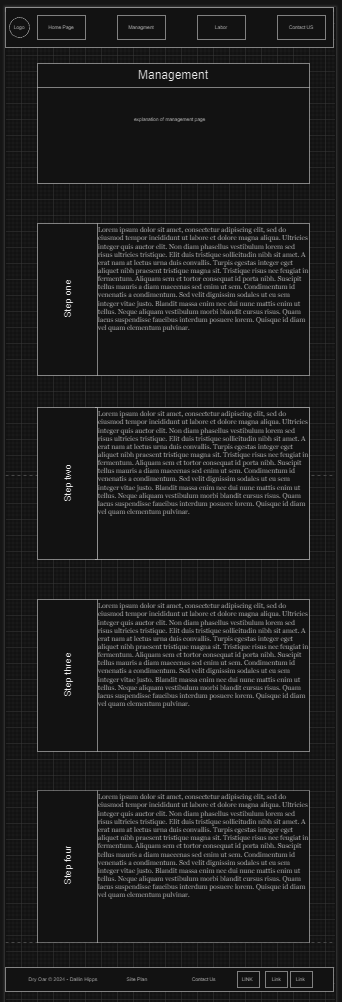 Logo
Home Page
Managment
Labor
Contact US
Management
explanation of management page
Step one
Lorem ipsum dolor sit amet, consectetur adipiscing elit, sed do
eiusmod tempor incididunt ut labore et dolore magna aliqua. Ultricies
integer quis auctor elit sed. Non diam phasellus vestibulum lorem sed
risus ultricies tristique. Elit duis tristique sollicitudin nibh sit amet. A
erat nam at lectus urna duis convallis. Turpis egestas integer eget
aliquet nibh praesent tristique magna sit. Tristique risus nec feugiat in
fermentum. Aliquam sem et tortor consequat id porta nibh. Suscipit
tellus mauris a diam maecenas sed enim ut sem. Condimentum id
venenatis a condimentum. Sed velit dignissim sodales ut eu sem
integer vitae justo. Blandit massa enim nec dui nunc mattis enim ut
tellus. Neque aliquam vestibulum morbi blandit cursus risus. Quam
lacus suspendisse faucibus interdum posuere lorem. Quisque id diam
vel quam elementum pulvinar.
Step two
Lorem ipsum dolor sit amet, consectetur adipiscing elit, sed do
eiusmod tempor incididunt ut labore et dolore magna aliqua. Ultricies
integer quis auctor elit sed. Non diam phasellus vestibulum lorem sed
risus ultricies tristique. Elit duis tristique sollicitudin nibh sit amet. A
erat nam at lectus urna duis convallis. Turpis egestas integer eget
aliquet nibh praesent tristique magna sit. Tristique risus nec feugiat in
fermentum. Aliquam sem et tortor consequat id porta nibh. Suscipit
tellus mauris a diam maecenas sed enim ut sem. Condimentum id
venenatis a condimentum. Sed velit dignissim sodales ut eu sem
integer vitae justo. Blandit massa enim nec dui nunc mattis enim ut
tellus. Neque aliquam vestibulum morbi blandit cursus risus. Quam
lacus suspendisse faucibus interdum posuere lorem. Quisque id diam
vel quam elementum pulvinar.
Step three
Lorem ipsum dolor sit amet, consectetur adipiscing elit, sed do
eiusmod tempor incididunt ut labore et dolore magna aliqua. Ultricies
integer quis auctor elit sed. Non diam phasellus vestibulum lorem sed
risus ultricies tristique. Elit duis tristique sollicitudin nibh sit amet. A
erat nam at lectus urna duis convallis. Turpis egestas integer eget
aliquet nibh praesent tristique magna sit. Tristique risus nec feugiat in
fermentum. Aliquam sem et tortor consequat id porta nibh. Suscipit
tellus mauris a diam maecenas sed enim ut sem. Condimentum id
venenatis a condimentum. Sed velit dignissim sodales ut eu sem
integer vitae justo. Blandit massa enim nec dui nunc mattis enim ut
tellus. Neque aliquam vestibulum morbi blandit cursus risus. Quam
lacus suspendisse faucibus interdum posuere lorem. Quisque id diam
vel quam elementum pulvinar.
Step four
Lorem ipsum dolor sit amet, consectetur adipiscing elit, sed do
eiusmod tempor incididunt ut labore et dolore magna aliqua. Ultricies
integer quis auctor elit sed. Non diam phasellus vestibulum lorem sed
risus ultricies tristique. Elit duis tristique sollicitudin nibh sit amet. A
erat nam at lectus urna duis convallis. Turpis egestas integer eget
aliquet nibh praesent tristique magna sit. Tristique risus nec feugiat in
fermentum. Aliquam sem et tortor consequat id porta nibh. Suscipit
tellus mauris a diam maecenas sed enim ut sem. Condimentum id
venenatis a condimentum. Sed velit dignissim sodales ut eu sem
integer vitae justo. Blandit massa enim nec dui nunc mattis enim ut
tellus. Neque aliquam vestibulum morbi blandit cursus risus. Quam
lacus suspendisse faucibus interdum posuere lorem. Quisque id diam
vel quam elementum pulvinar.
Dry Oar © 2024 - Dallin Hipps
Site Plan
Contact Us
LINK
Link
Link